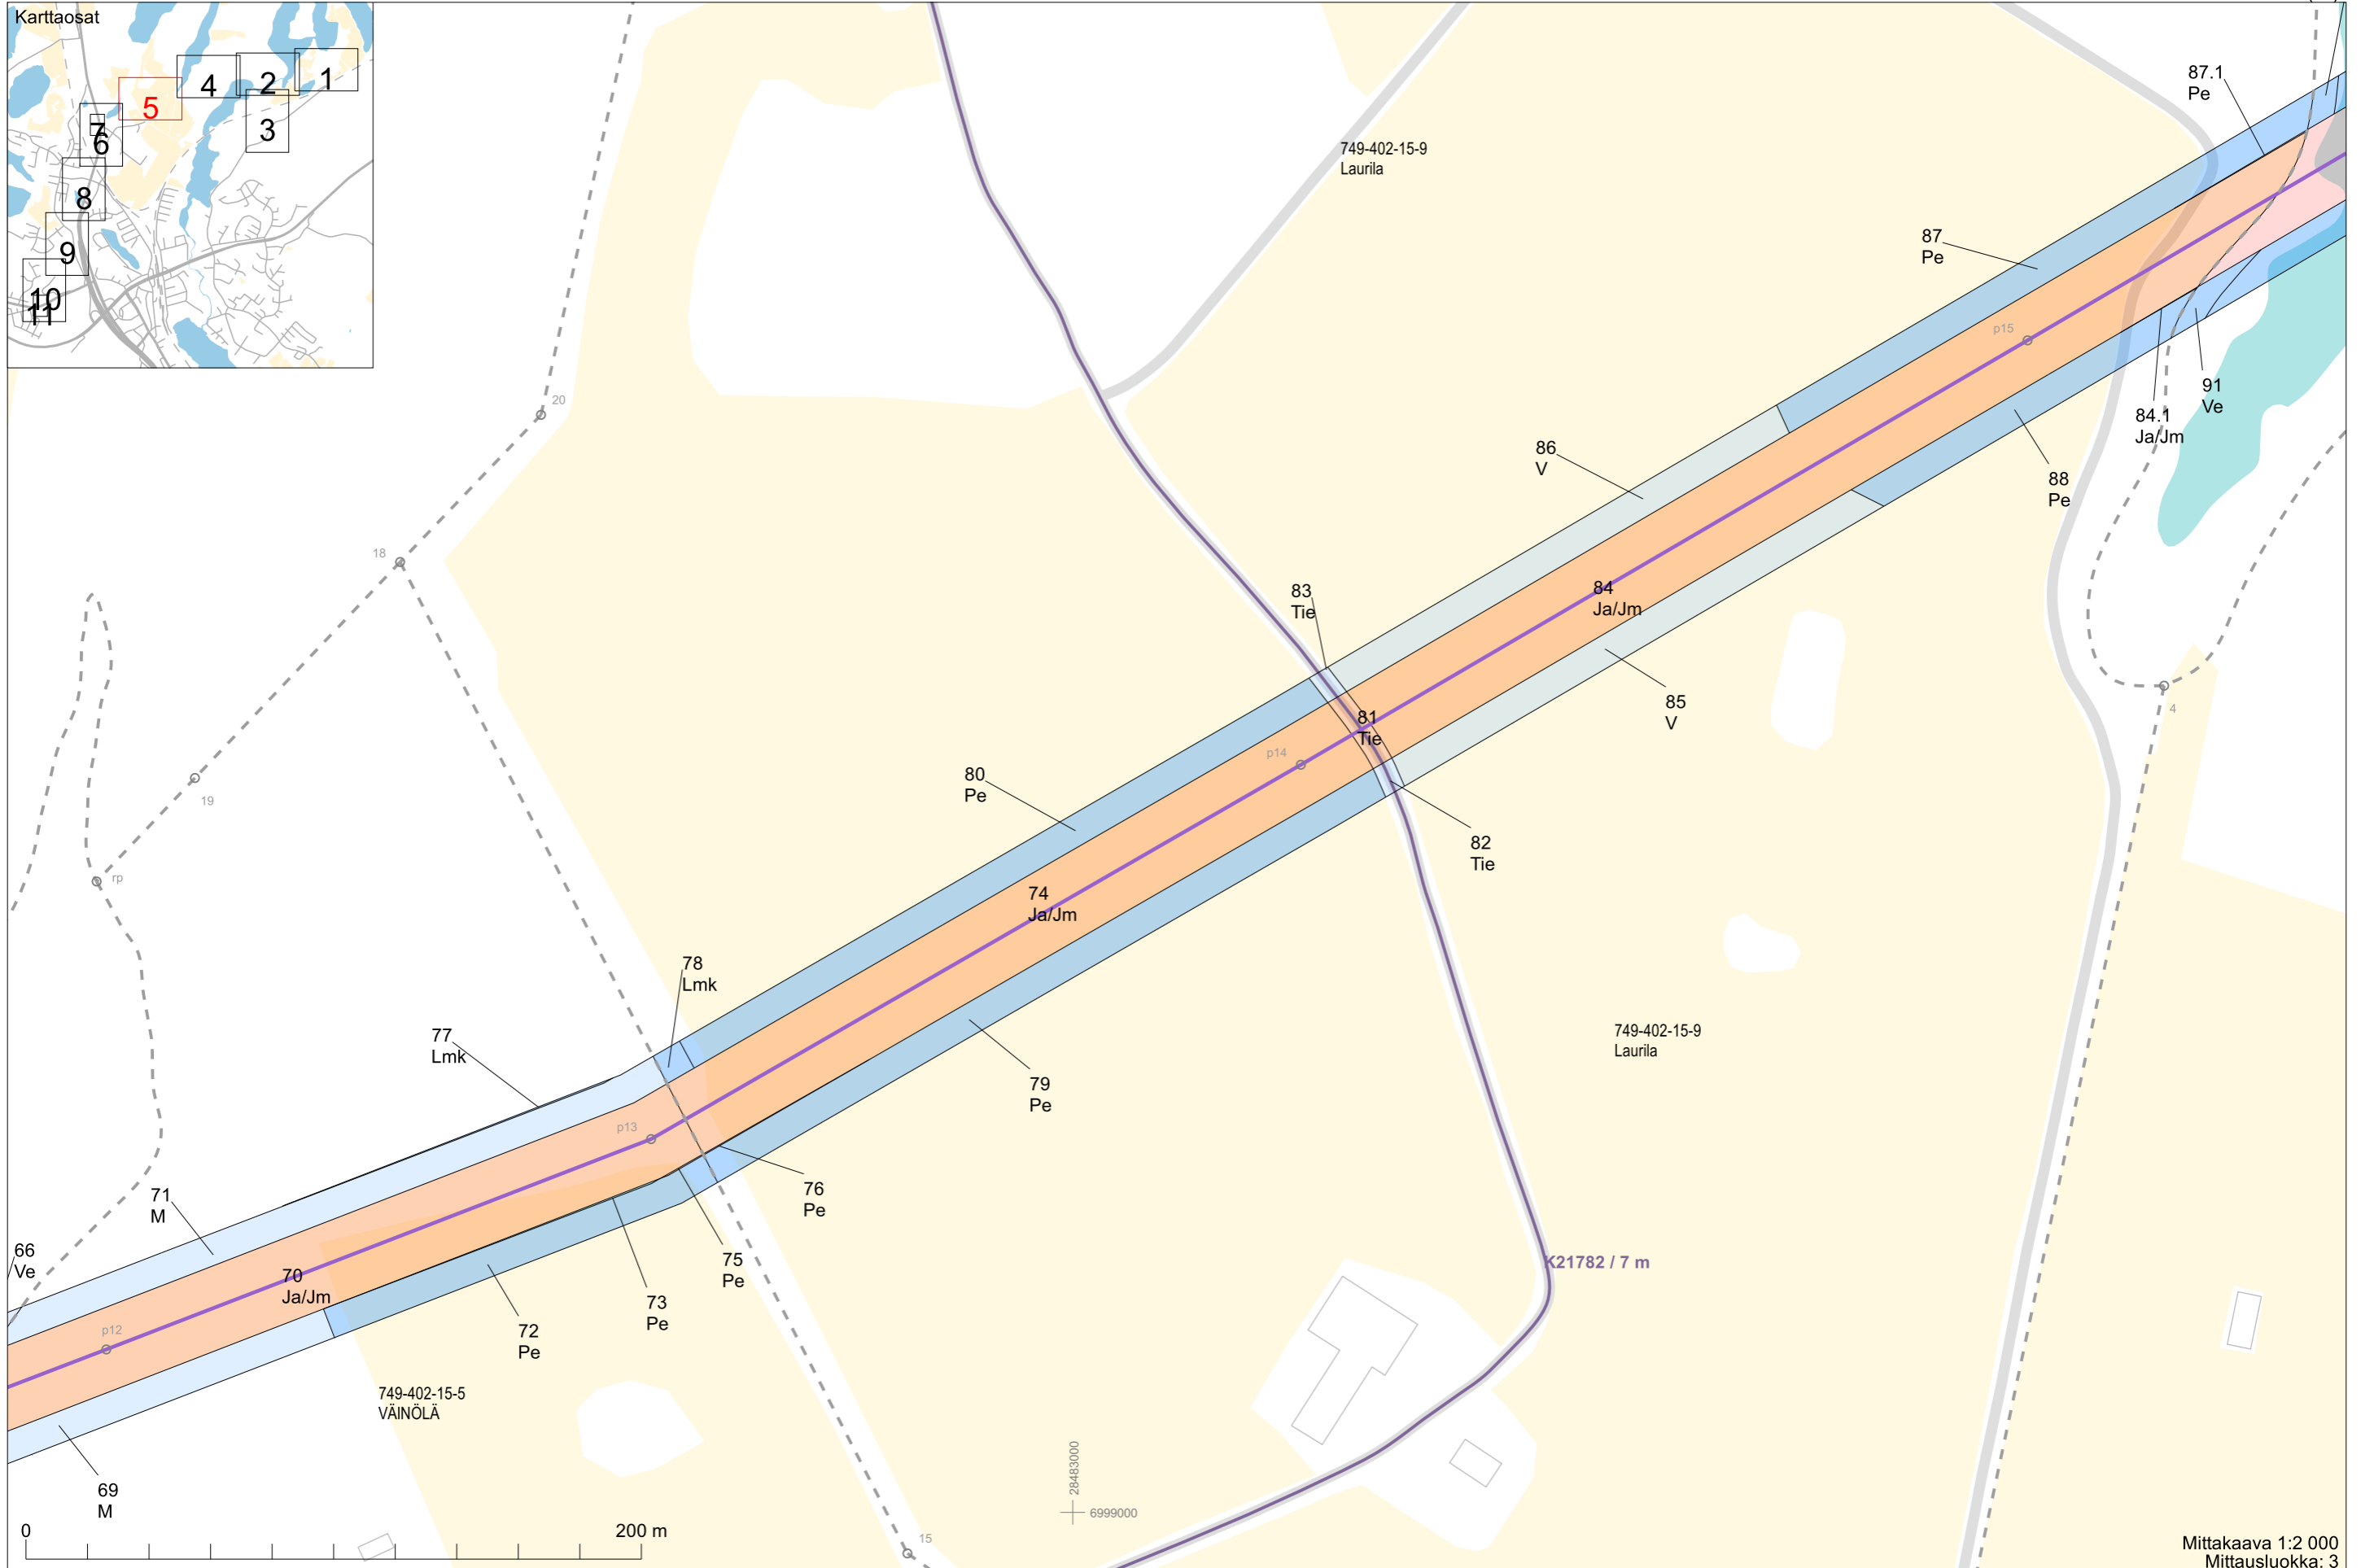 Karttaosat
1
2
3
4
5
7
6
8
9
10
11
749-402-15-9
Laurila
87.1
Pe
87
Pe
p15
91
Ve
84.1
Ja/Jm
86
V
88
Pe
20
18
83
Tie
84
Ja/Jm
85
V
4
81
Tie
p14
80
Pe
19
82
Tie
rp
74
Ja/Jm
78
Lmk
77
Lmk
749-402-15-9
Laurila
79
Pe
p13
76
Pe
71
M
66
Ve
75
Pe
K21782 / 7 m
70
Ja/Jm
73
Pe
p12
72
Pe
749-402-15-5
VÄINÖLÄ
69
M
28483000
6999000
15
0
200 m
Mittakaava 1:2 000
Mittausluokka: 3